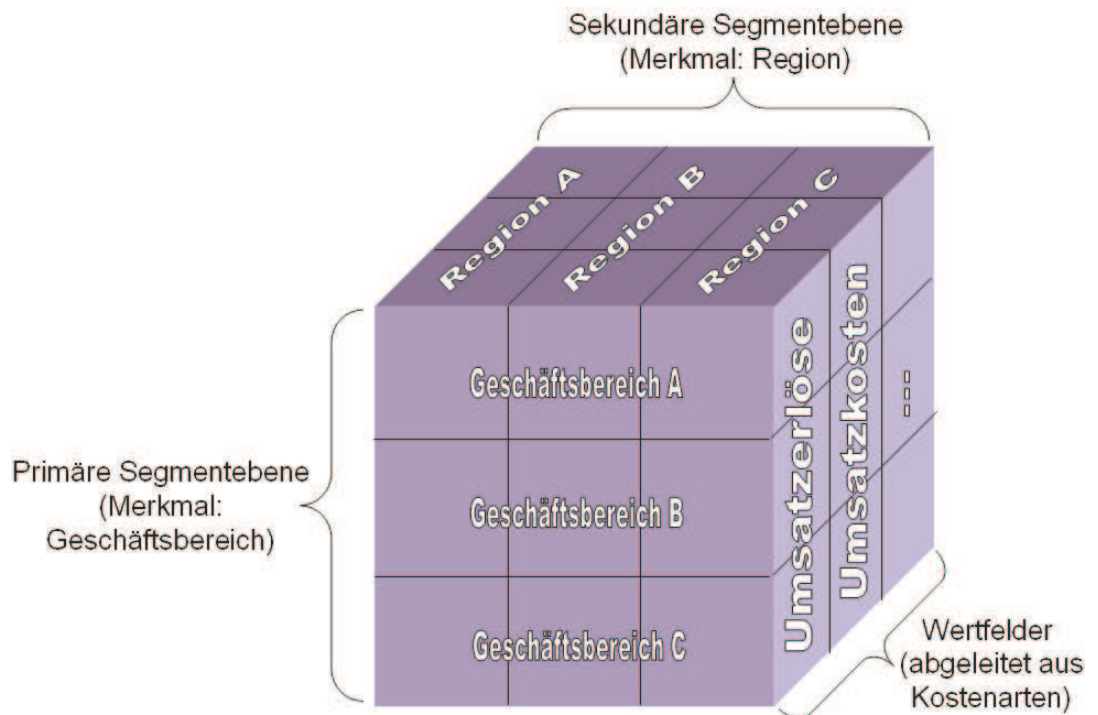 Sekundäre Segmentebene
(Merkmal: Region)
Region A
Region B
Region C
Geschäftsbereich A
Geschäftsbereich B
Geschäftsbereich C
Umsatzerlöse
Umsatzkosten
...
Primäre Segmentebene
(Merkmal:
Geschäftsbereich)
Wertfelder
(abgeleitet aus
Kostenarten)